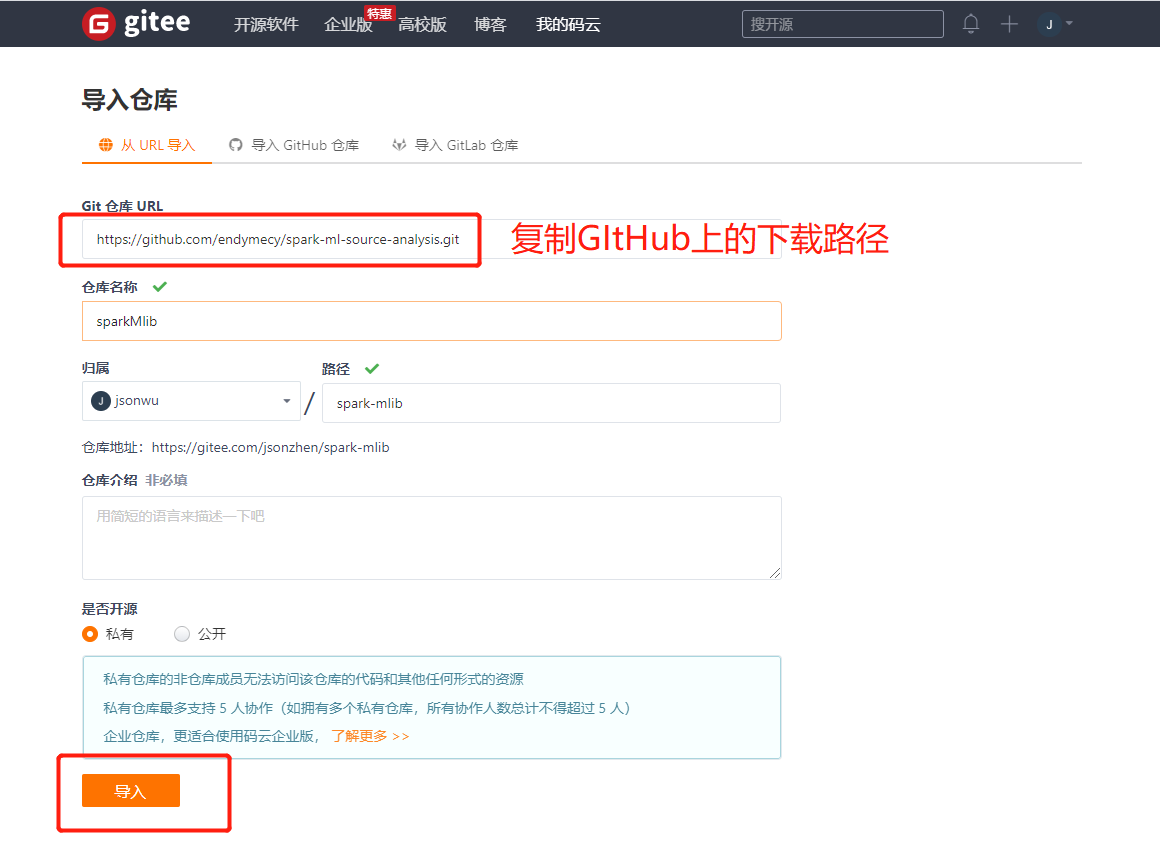 G gitee 开源软件 企业版 特惠 高校版 博客 我的码云 搜开源 J
导入仓库
从 URL 导入 导入 GitHub 仓库 导入 GitLab 仓库
Git 仓库 URL
https://github.com/endymecy/spark-ml-source-analysis.git 复制GItHub上的下载路径
仓库名称
sparkMlib
归属 路径
J jsonwu / spark-mlib
仓库地址：https://gitee.com/jsonzhen/spark-mlib
仓库介绍 非必填
用简短的语言来描述一下吧
是否开源
私有 公开
私有仓库的非仓库成员无法访问该仓库的代码和其他任何形式的资源
私有仓库最多支持 5 人协作（如拥有多个私有仓库，所有协作人数总计不得超过 5 人）
企业仓库，更适合使用码云企业版， 了解更多 >>
导入